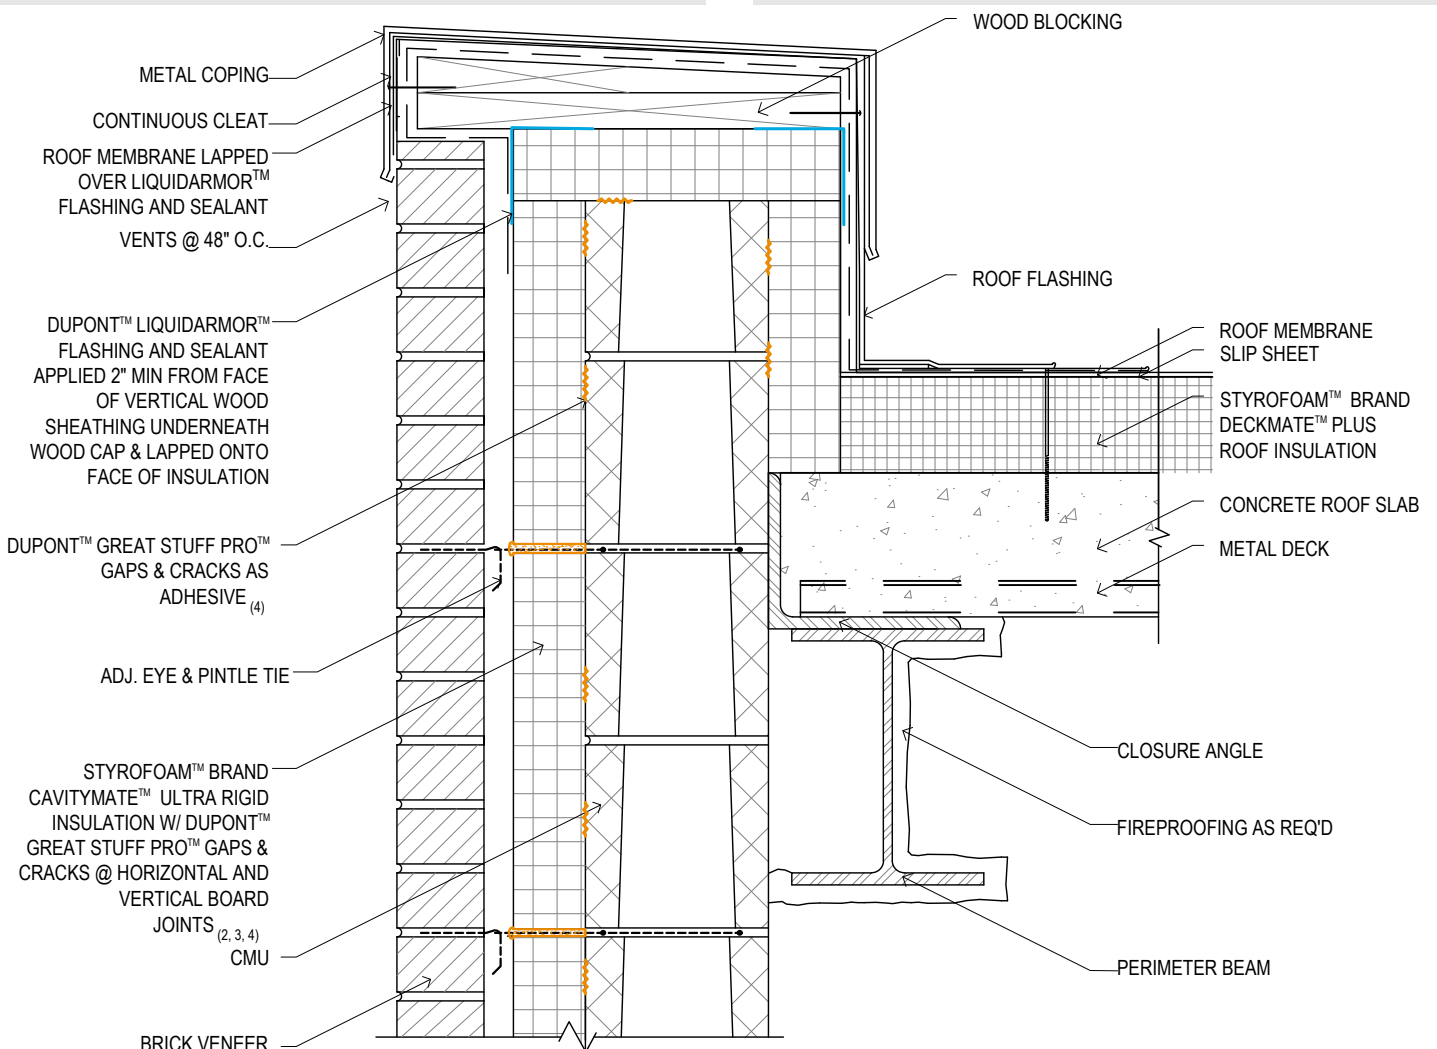 WOOD BLOCKING
METAL COPING
CONTINUOUS CLEAT
ROOF MEMBRANE LAPPED
OVER LIQUIDARMOR™
FLASHING AND SEALANT
VENTS @ 48" O.C.
DUPONT™ LIQUIDARMOR™
FLASHING AND SEALANT
APPLIED 2" MIN FROM FACE
OF VERTICAL WOOD
SHEATHING UNDERNEATH
WOOD CAP & LAPPED ONTO
FACE OF INSULATION
DUPONT™ GREAT STUFF PRO™
GAPS & CRACKS AS
ADHESIVE (4)
ADJ. EYE & PINTLE TIE
STYROFOAM™ BRAND
CAVITYMATE™ ULTRA RIGID
INSULATION W/ DUPONT™
GREAT STUFF PRO™ GAPS &
CRACKS @ HORIZONTAL AND
VERTICAL BOARD
JOINTS (2, 3, 4)
CMU
BRICK VENEER
ROOF FLASHING
ROOF MEMBRANE
SLIP SHEET
STYROFOAM™ BRAND
DECKMATE™ PLUS
ROOF INSULATION
CONCRETE ROOF SLAB
METAL DECK
CLOSURE ANGLE
FIREPROOFING AS REQ'D
PERIMETER BEAM